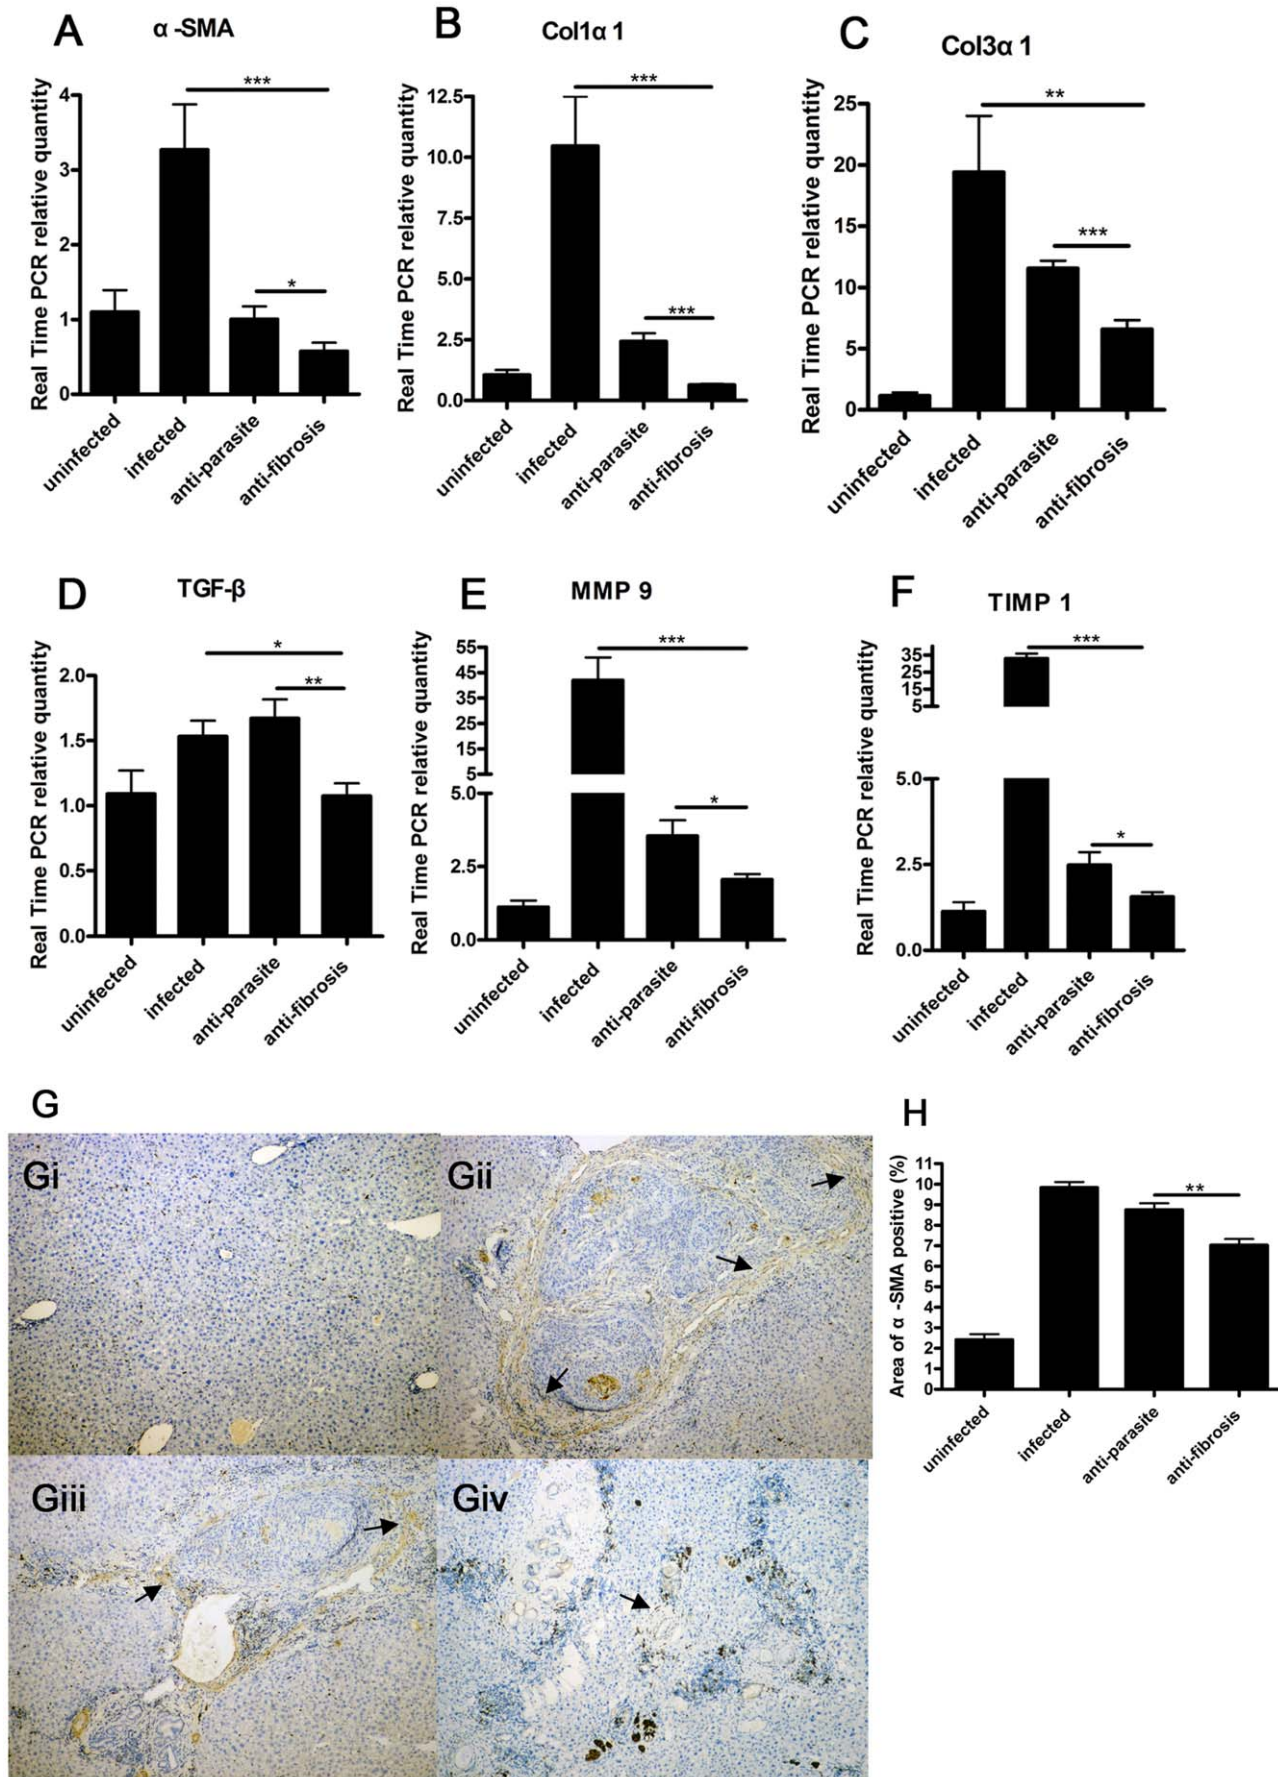 A
α -SMA
Real Time PCR relative quantity
4
3
2
1
0
***
*
uninfected
infected
anti-parasite
anti-fibrosis
B
Col1α 1
Real Time PCR relative quantity
12.5
10.0
7.5
5.0
2.5
0.0
***
***
uninfected
infected
anti-parasite
anti-fibrosis
C
Col3α 1
Real Time PCR relative quantity
25
20
15
10
5
0
**
***
uninfected
infected
anti-parasite
anti-fibrosis
D
TGF-β
Real Time PCR relative quantity
2.0
1.5
1.0
0.5
0.0
*
**
uninfected
infected
anti-parasite
anti-fibrosis
E
MMP 9
Real Time PCR relative quantity
55
45
35
25
15
5
5.0
2.5
0.0
***
*
uninfected
infected
anti-parasite
anti-fibrosis
F
TIMP 1
Real Time PCR relative quantity
35
25
15
5
5.0
2.5
0.0
***
*
uninfected
infected
anti-parasite
anti-fibrosis
G
Gi
Gii
Giii
Giv
H
Area of α -SMA positive (%)
11
10
9
8
7
6
5
4
3
2
1
0
**
uninfected
infected
anti-parasite
anti-fibrosis